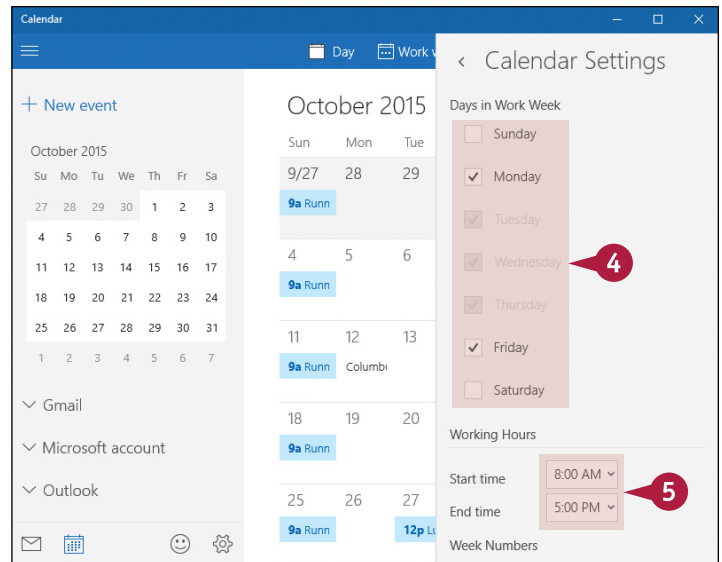 Calendar
Day Work w
+ New event
October 2015
Su Mo Tu We Th Fr Sa
27 28 29 30 1 2 3
4 5 6 7 8 9 10
11 12 13 14 15 16 17
18 19 20 21 22 23 24
25 26 27 28 29 30 31
1 2 3 4 5 6 7
Gmail
Microsoft account
Outlook
October 2015
Sun Mon Tue
9/27 28 29
9a Runn
4 5 6
9a Runn
11 12 13
9a Runn Columb
18 19 20
9a Runn
25 26 27
9a Runn 12p Lu
Calendar Settings
Days in Work Week
Sunday
Monday
Tuesday
Wednesday
Thursday
Friday
Saturday
4
Working Hours
Start time 8:00 AM
End time 5:00 PM
5
Week Numbers